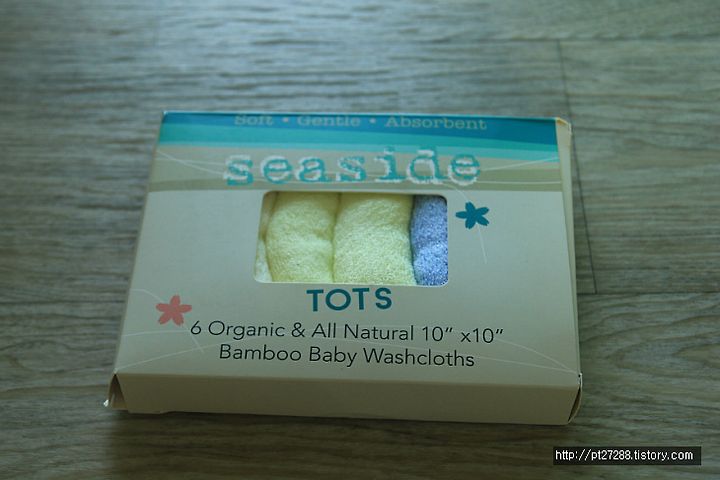 Soft • Gentle • Absorbent
seaside
TOTS
6 Organic & All Natural 10" x10"
Bamboo Baby Washcloths
http://pt27288.tistory.com